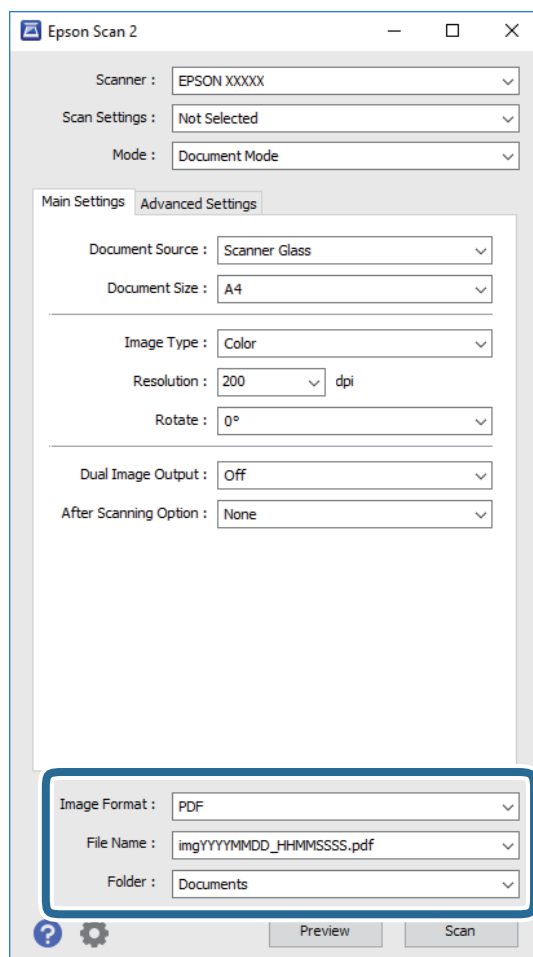 Epson Scan 2
Scanner : EPSON XXXXX
Scan Settings : Not Selected
Mode : Document Mode
Main Settings Advanced Settings
Document Source : Scanner Glass
Document Size : A4
Image Type : Color
Resolution : 200 dpi
Rotate : 0°
Dual Image Output : Off
After Scanning Option : None
Image Format : PDF
File Name : imgYYYYMMDD_HHMMSSSS.pdf
Folder : Documents
? Preview Scan